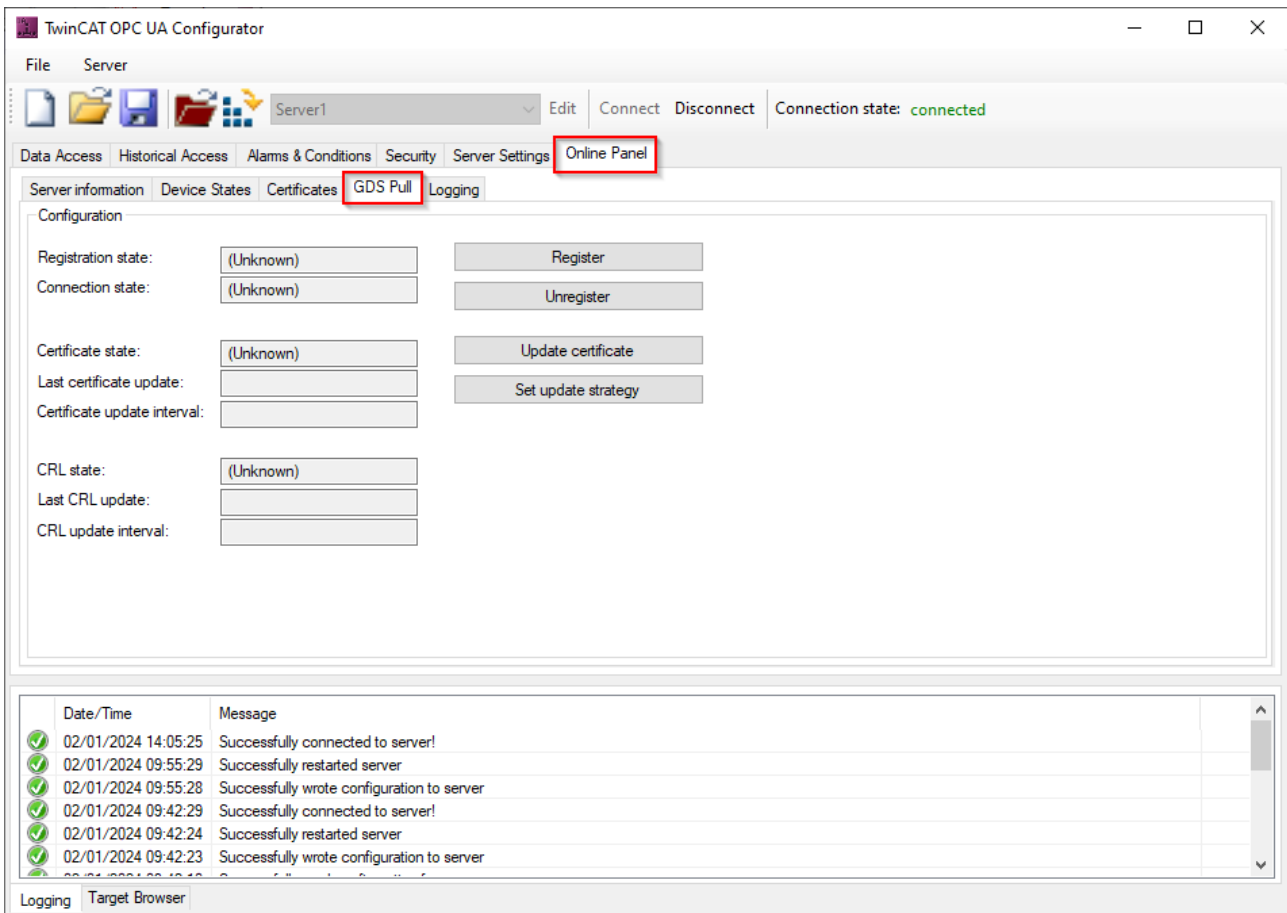 TwinCAT OPC UA Configurator
File Server
Server1 Edit Connect Disconnect Connection state: connected
Data Access Historical Access Alarms & Conditions Security Server Settings Online Panel
Server information Device States Certificates GDS Pull Logging
Configuration
Registration state: (Unknown) Register
Connection state: (Unknown) Unregister
Certificate state: (Unknown) Update certificate
Last certificate update: Set update strategy
Certificate update interval:
CRL state: (Unknown)
Last CRL update:
CRL update interval:
Date/Time Message
02/01/2024 14:05:25 Successfully connected to server!
02/01/2024 09:55:29 Successfully restarted server
02/01/2024 09:55:28 Successfully wrote configuration to server
02/01/2024 09:42:29 Successfully connected to server!
02/01/2024 09:42:24 Successfully restarted server
02/01/2024 09:42:23 Successfully wrote configuration to server
Logging Target Browser